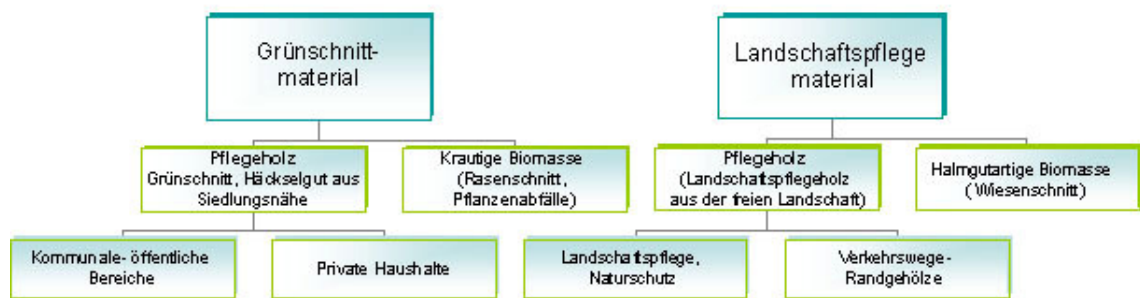 Grünschnitt-
material
Landschaftspflege
material
Pflegeholz
Grünschnitt, Häckselgut aus
Siedlungsnähe
Krautige Biomasse
(Rasenschnitt,
Pflanzenabfälle)
Pflegeholz
(Landschaftspflegeholz
aus der freien Landschaft)
Halmgutartige Biomasse
(Wiesenschnitt)
Kommunale- öffentliche
Bereiche
Private Haushalte
Landschaftspflege,
Naturschutz
Verkehrswege-
Randgehölze